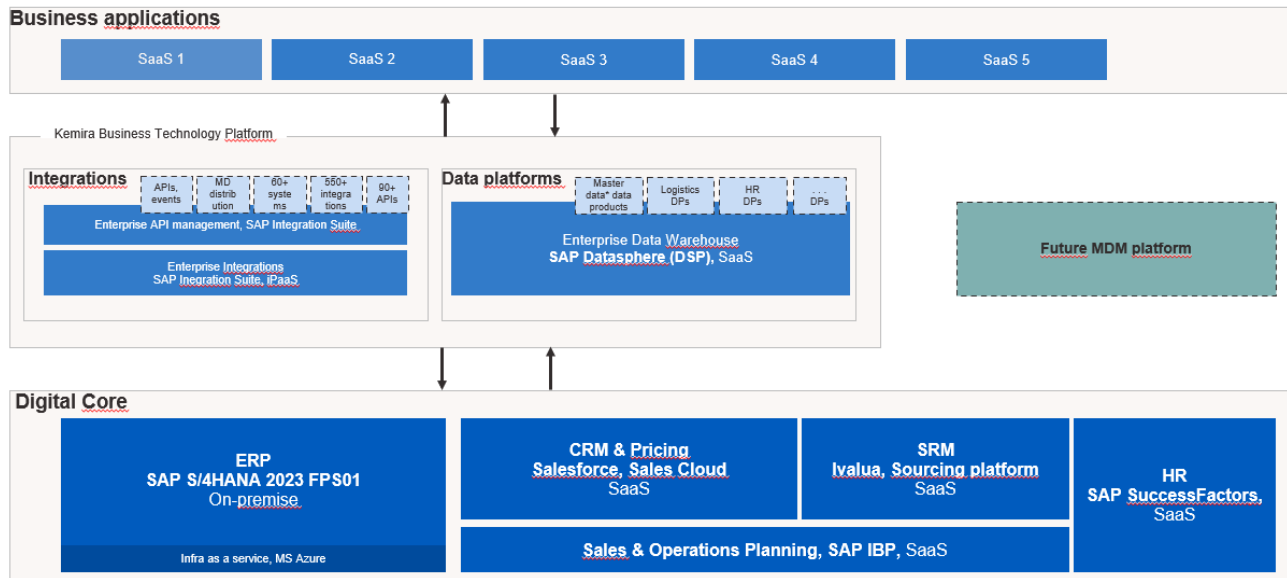 Business applications
SaaS 1
SaaS 2
SaaS 3
SaaS 4
SaaS 5
Kemira Business Technology Platform
Integrations
APIs,
events
MD
distrib
ution
60+
syste
ms
550+
integra
tions
90+
APIs
Enterprise API management, SAP Integration Suite
Enterprise Integrations
SAP Inegration Suite, iPaaS
Data platforms
Master
data* data
products
Logistics
DPs
HR
DPs
. . .
DPs
Enterprise Data Warehouse
SAP Datasphere (DSP), SaaS
Future MDM platform
Digital Core
ERP
SAP S/4HANA 2023 FPS01
On-premise
Infra as a service, MS Azure
CRM & Pricing
Salesforce, Sales Cloud
SaaS
SRM
Ivalua, Sourcing platform
SaaS
Sales & Operations Planning, SAP IBP, SaaS
HR
SAP SuccessFactors,
SaaS